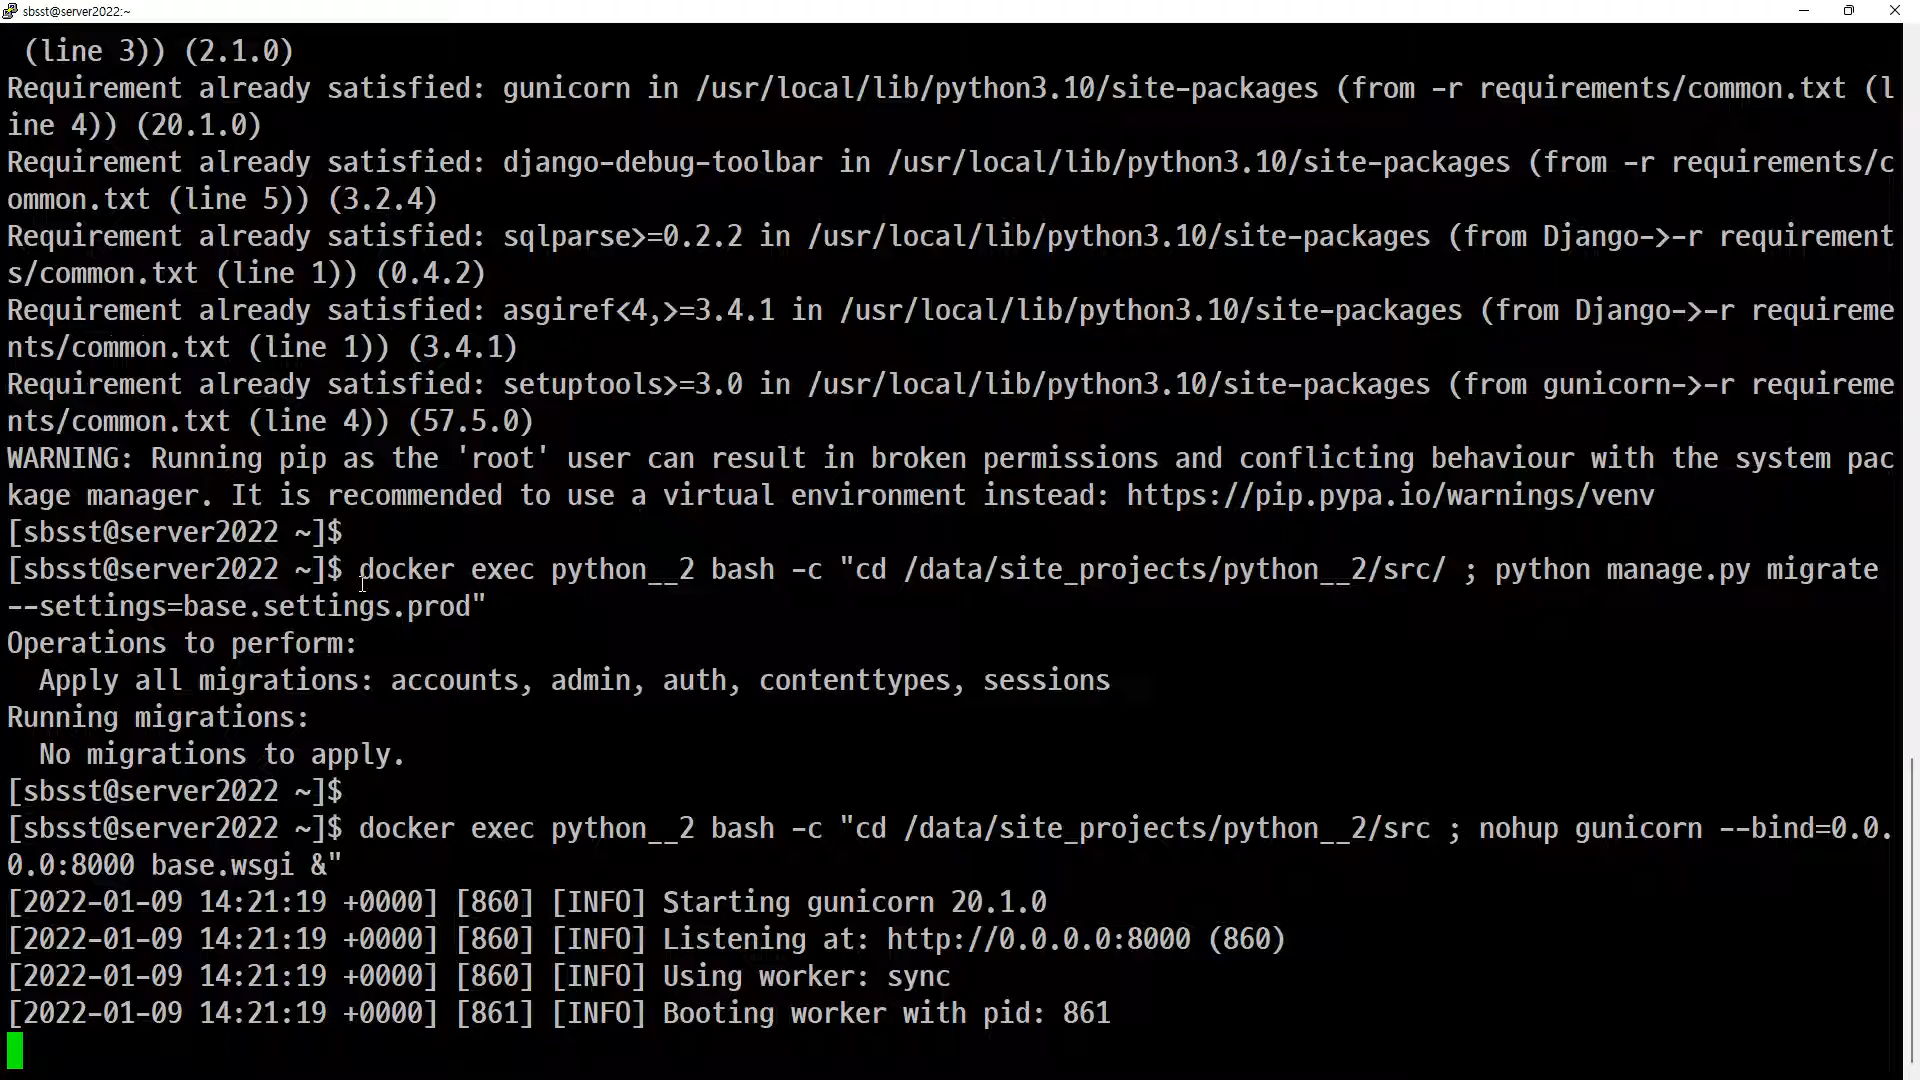 sbsst@server2022:~
(line 3)) (2.1.0)
Requirement already satisfied: gunicorn in /usr/local/lib/python3.10/site-packages (from -r requirements/common.txt (l
ine 4)) (20.1.0)
Requirement already satisfied: django-debug-toolbar in /usr/local/lib/python3.10/site-packages (from -r requirements/c
ommon.txt (line 5)) (3.2.4)
Requirement already satisfied: sqlparse>=0.2.2 in /usr/local/lib/python3.10/site-packages (from Django->-r requirement
s/common.txt (line 1)) (0.4.2)
Requirement already satisfied: asgiref<4,>=3.4.1 in /usr/local/lib/python3.10/site-packages (from Django->-r requireme
nts/common.txt (line 1)) (3.4.1)
Requirement already satisfied: setuptools>=3.0 in /usr/local/lib/python3.10/site-packages (from gunicorn->-r requireme
nts/common.txt (line 4)) (57.5.0)
WARNING: Running pip as the 'root' user can result in broken permissions and conflicting behaviour with the system pac
kage manager. It is recommended to use a virtual environment instead: https://pip.pypa.io/warnings/venv
[sbsst@server2022 ~]$
[sbsst@server2022 ~]$ docker exec python__2 bash -c "cd /data/site_projects/python__2/src/ ; python manage.py migrate
--settings=base.settings.prod"
Operations to perform:
  Apply all migrations: accounts, admin, auth, contenttypes, sessions
Running migrations:
  No migrations to apply.
[sbsst@server2022 ~]$
[sbsst@server2022 ~]$ docker exec python__2 bash -c "cd /data/site_projects/python__2/src ; nohup gunicorn --bind=0.0.
0.0:8000 base.wsgi &"
[2022-01-09 14:21:19 +0000] [860] [INFO] Starting gunicorn 20.1.0
[2022-01-09 14:21:19 +0000] [860] [INFO] Listening at: http://0.0.0.0:8000 (860)
[2022-01-09 14:21:19 +0000] [860] [INFO] Using worker: sync
[2022-01-09 14:21:19 +0000] [861] [INFO] Booting worker with pid: 861